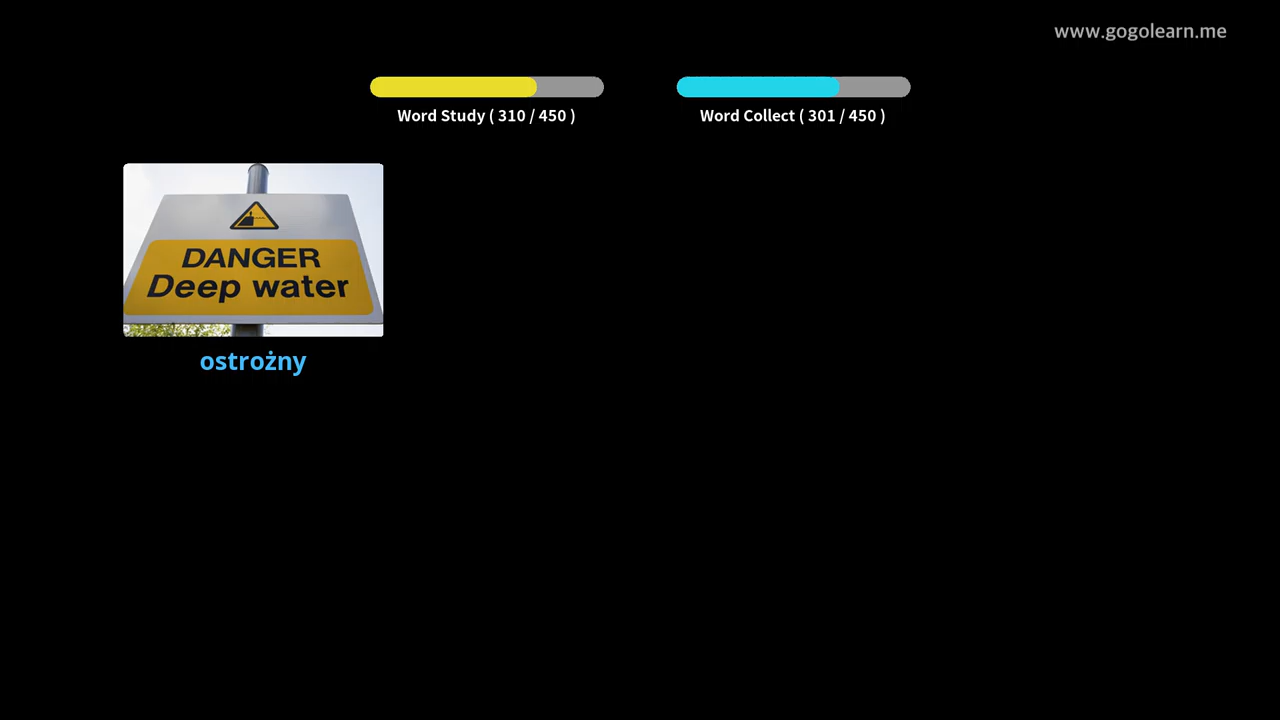 www.gogolearn.me
Word Study ( 310 / 450 )
Word Collect ( 301 / 450 )
DANGER
Deep water
ostrożny